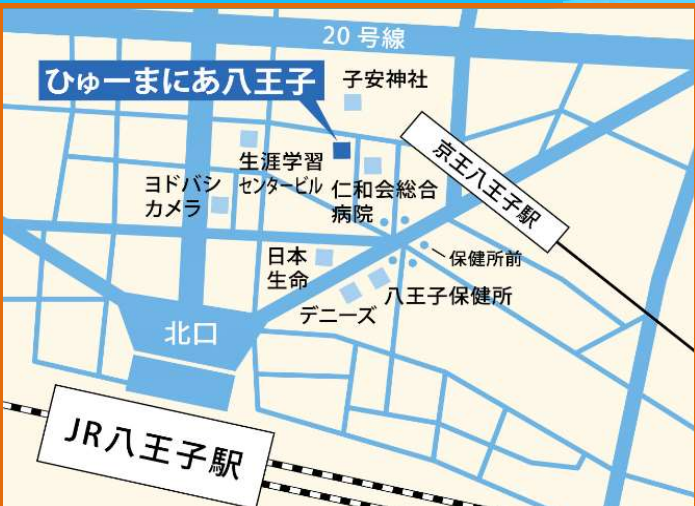 20号線
ひゅーまにあ八王子
子安神社
京王八王子駅
生涯学習
センタービル
仁和会総合
病院
ヨドバシ
カメラ
保健所前
日本
生命
八王子保健所
デニーズ
北口
JR八王子駅